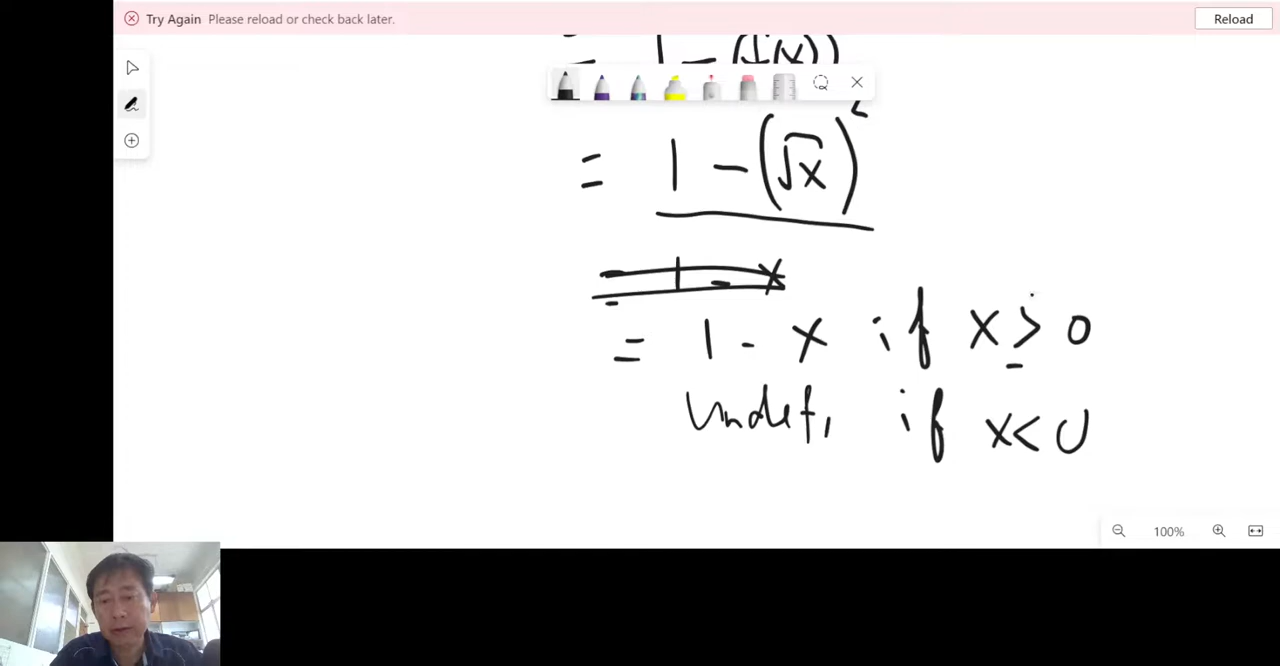 Try Again Please reload or check back later. Reload
= 1 - (f(x))
= 1 - (√x)²
= 1 - x if x ≥ 0
undef, if x < 0
100%